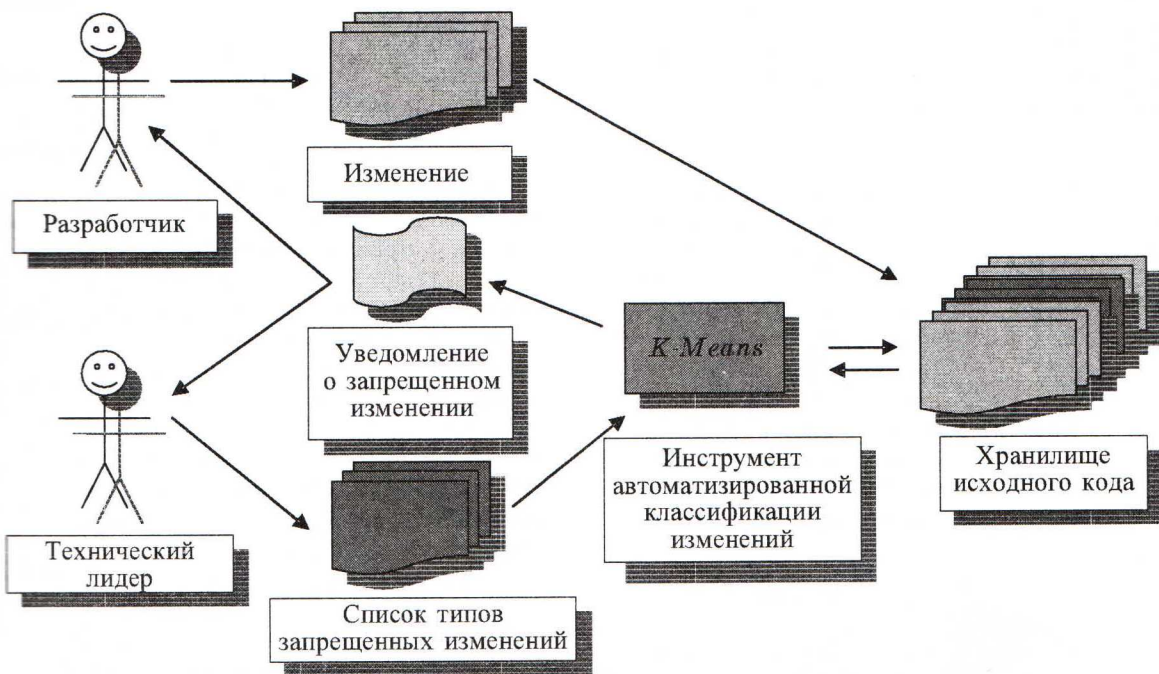 Изменение
Разработчик
Уведомление
о запрещенном
изменении
K-Means
Хранилище
исходного кода
Инструмент
автоматизированной
классификации
изменений
Технический
лидер
Список типов
запрещенных изменений